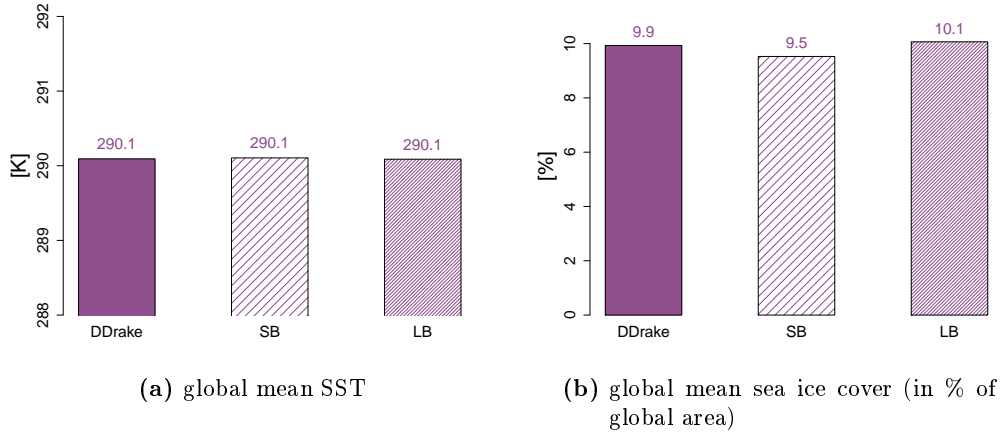 292
291
290
289
288
[K]
290.1
290.1
290.1
DDrake
SB
LB
(a) global mean SST
10
8
6
4
2
0
[%]
9.9
9.5
10.1
DDrake
SB
LB
(b) global mean sea ice cover (in % of
global area)